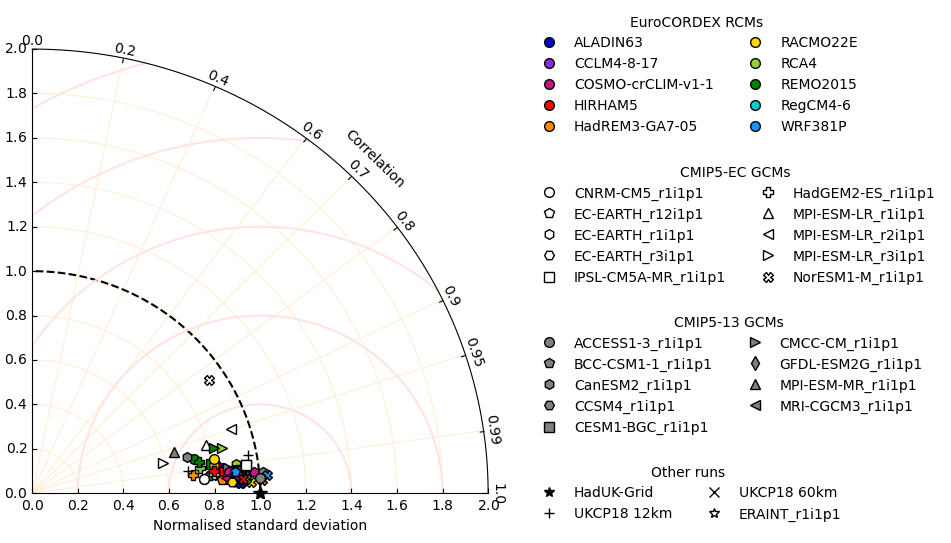 0.0
0.2
0.4
0.6
0.7
0.8
0.9
0.95
0.99
1.0
Correlation
2.0
1.8
1.6
1.4
1.2
1.0
0.8
0.6
0.4
0.2
0.0
0.0 0.2 0.4 0.6 0.8 1.0 1.2 1.4 1.6 1.8 2.0
Normalised standard deviation
EuroCORDEX RCMs
ALADIN63
CCLM4-8-17
COSMO-crCLIM-v1-1
HIRHAM5
HadREM3-GA7-05
RACMO22E
RCA4
REMO2015
RegCM4-6
WRF381P
CMIP5-EC GCMs
CNRM-CM5_r1i1p1
EC-EARTH_r12i1p1
EC-EARTH_r1i1p1
EC-EARTH_r3i1p1
IPSL-CM5A-MR_r1i1p1
HadGEM2-ES_r1i1p1
MPI-ESM-LR_r1i1p1
MPI-ESM-LR_r2i1p1
MPI-ESM-LR_r3i1p1
NorESM1-M_r1i1p1
CMIP5-13 GCMs
ACCESS1-3_r1i1p1
BCC-CSM1-1_r1i1p1
CanESM2_r1i1p1
CCSM4_r1i1p1
CESM1-BGC_r1i1p1
CMCC-CM_r1i1p1
GFDL-ESM2G_r1i1p1
MPI-ESM-MR_r1i1p1
MRI-CGCM3_r1i1p1
Other runs
HadUK-Grid
UKCP18 12km
UKCP18 60km
ERAINT_r1i1p1